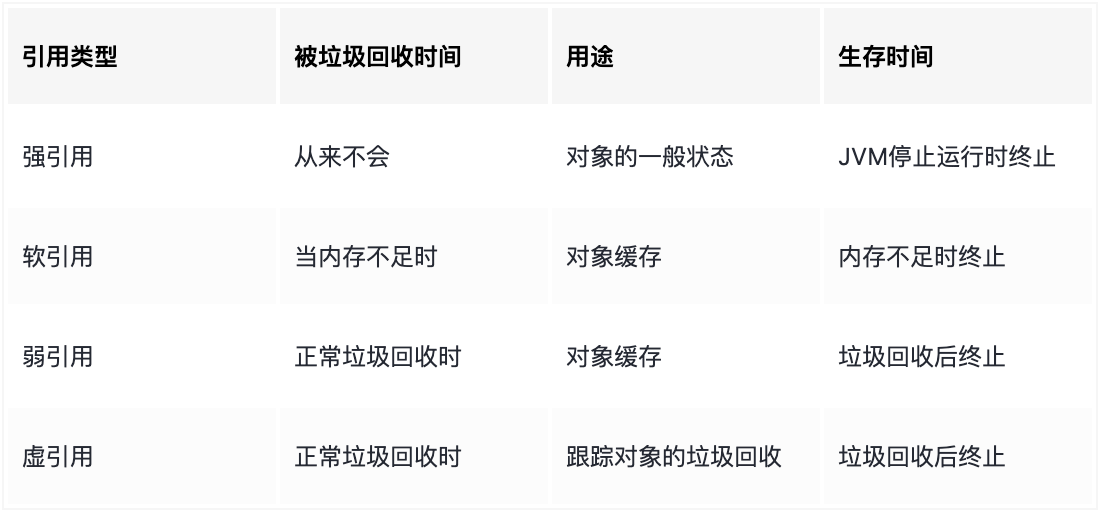 引用类型 被垃圾回收时间 用途 生存时间
强引用 从来不会 对象的一般状态 JVM停止运行时终止
软引用 当内存不足时 对象缓存 内存不足时终止
弱引用 正常垃圾回收时 对象缓存 垃圾回收后终止
虚引用 正常垃圾回收时 跟踪对象的垃圾回收 垃圾回收后终止